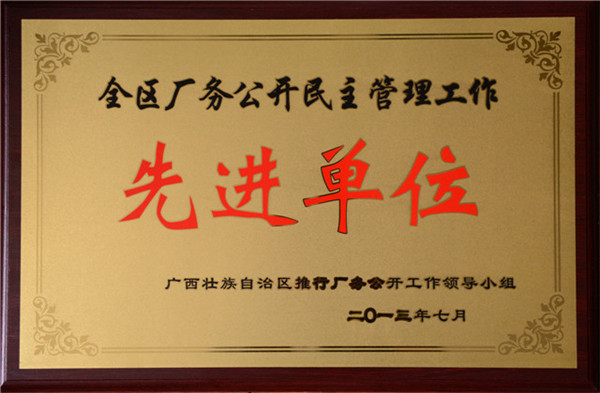 全区厂务公开民主管理工作
先进单位
广西壮族自治区推行厂务公开工作领导小组
二〇一三年七月